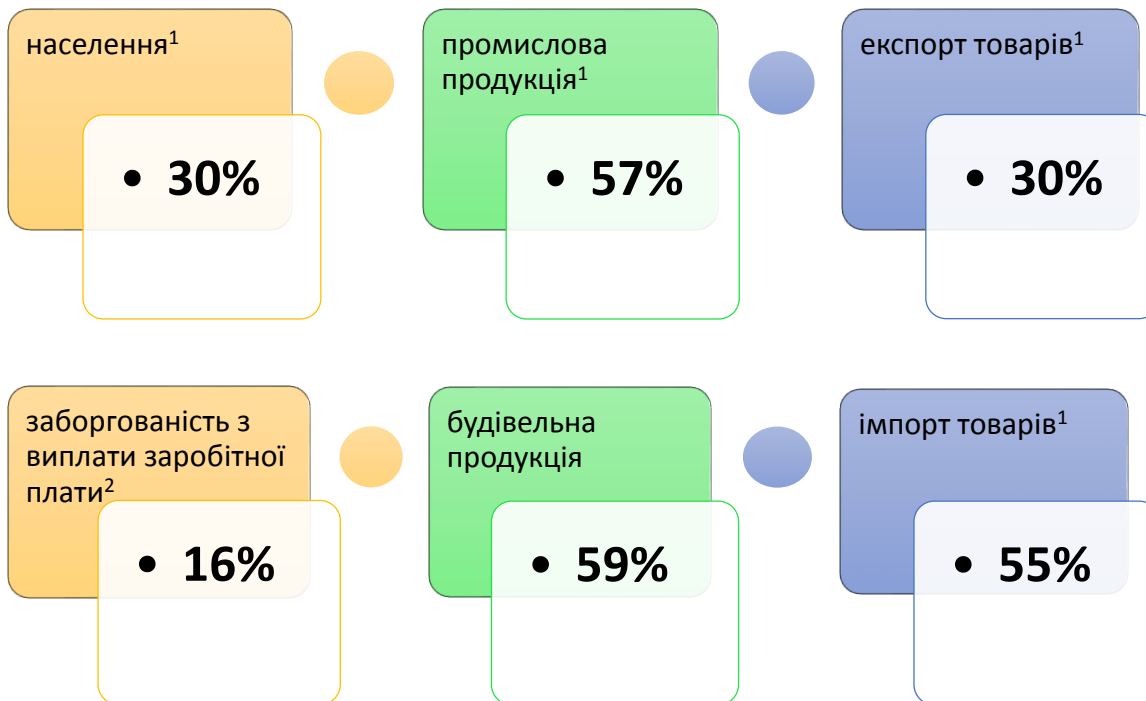 населення¹
• 30%
промислова
продукція¹
• 57%
експорт товарів¹
• 30%
заборгованість з
виплати заробітної
плати²
• 16%
будівельна
продукція
• 59%
імпорт товарів¹
• 55%